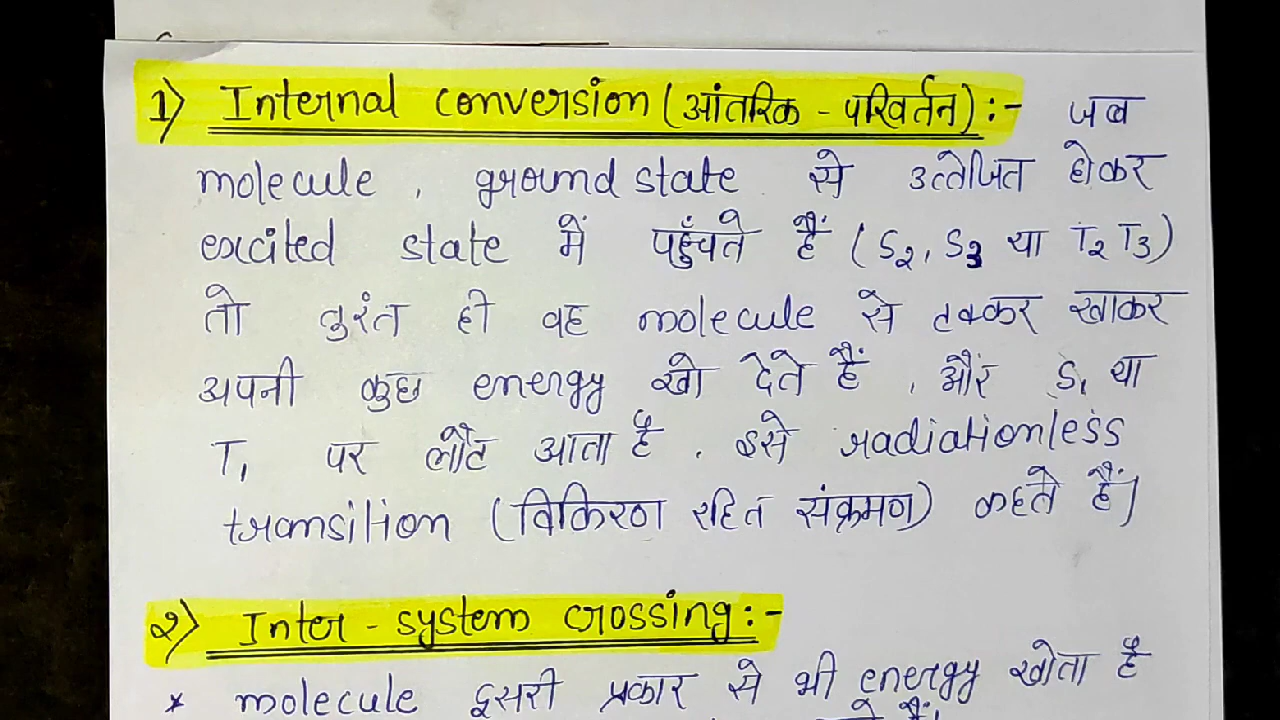 1) Internal conversion (आंतरिक - परिवर्तन) :- जब
molecule , ground state से उत्तेजित होकर
excited state में पहुँचते हैं ( S2, S3 या T2 T3 )
तो तुरंत ही वह molecule से टक्कर खाकर
अपनी कुछ energy खो देते हैं , और S1 या
T1 पर लौट आता है . इसे radiationless
transition ( विकिरण रहित संक्रमण ) कहते हैं।
2) Inter - system crossing :-
* molecule दूसरी प्रकार से भी energy खोता है